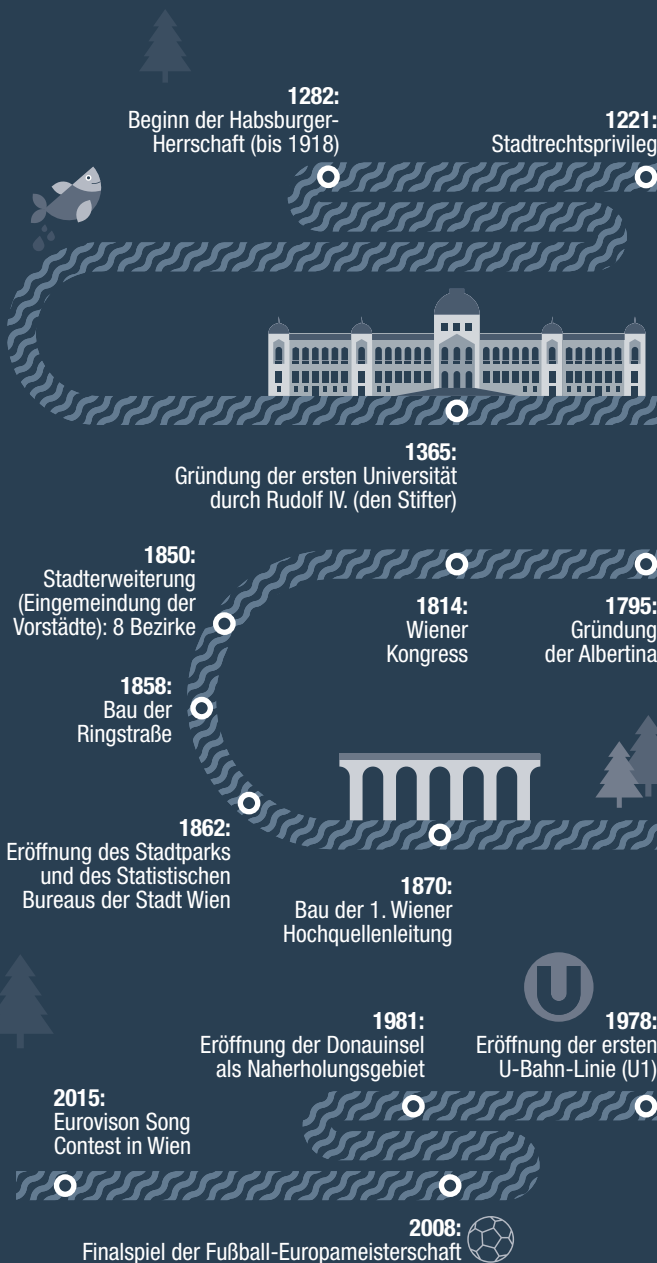 1282:
Beginn der Habsburger-
Herrschaft (bis 1918)
1221:
Stadtrechtsprivileg
1365:
Gründung der ersten Universität
durch Rudolf IV. (den Stifter)
1850:
Stadterweiterung
(Eingemeindung der
Vorstädte): 8 Bezirke
1814:
Wiener
Kongress
1795:
Gründung
der Albertina
1858:
Bau der
Ringstraße
1862:
Eröffnung des Stadtparks
und des Statistischen
Bureaus der Stadt Wien
1870:
Bau der 1. Wiener
Hochquellenleitung
U
1981:
Eröffnung der Donauinsel
als Naherholungsgebiet
1978:
Eröffnung der ersten
U-Bahn-Linie (U1)
2015:
Eurovison Song
Contest in Wien
2008:
Finalspiel der Fußball-Europameisterschaft